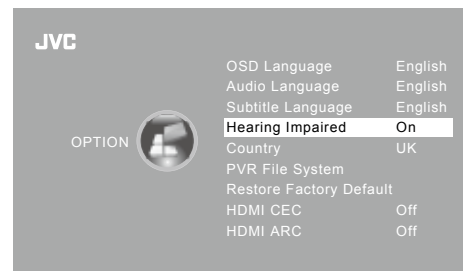 JVC
OPTION
OSD Language English
Audio Language English
Subtitle Language English
Hearing Impaired On
Country UK
PVR File System
Restore Factory Default
HDMI CEC Off
HDMI ARC Off